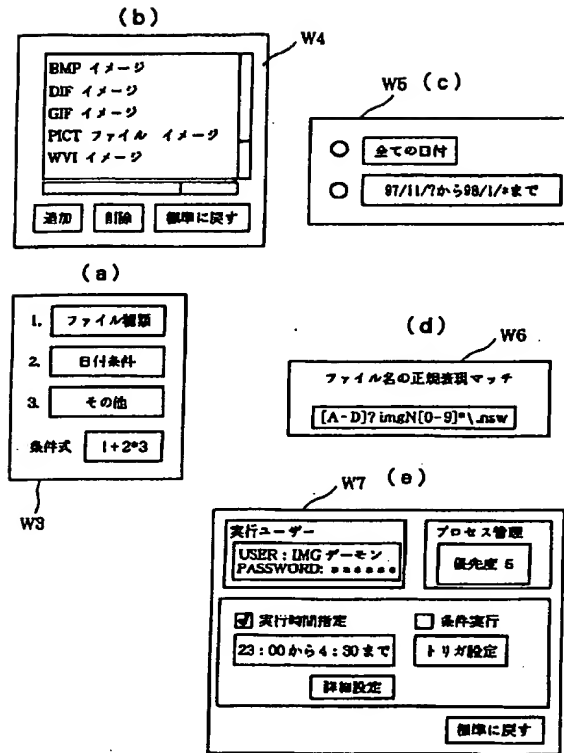 (b)
W4
BMP イメージ
DIF イメージ
GIF イメージ
PICT ファイル イメージ
WVI イメージ
追加 削除 標準に戻す
W5 (c)
全ての日付
97/11/?から98/1/*まで
(a)
1. ファイル種類
2. 日付条件
3. その他
条件式 1+2*3
W3
(d)
W6
ファイル名の正規表現マッチ
[A-D]?imgN[0-9]*\.nsw
W7 (e)
実行ユーザー
USER : IMG デーモン
PASSWORD: ******
プロセス管理
優先度 5
実行時間指定 条件実行
23:00から4:30まで トリガ設定
詳細設定
標準に戻す